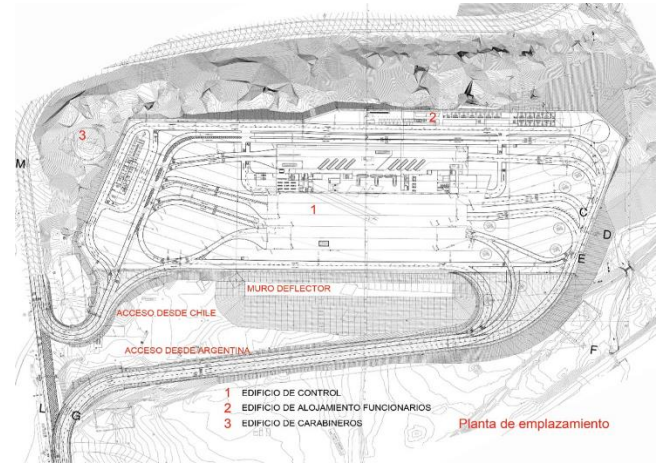 2
3
M
1
C
D
E
MURO DEFLECTOR
ACCESO DESDE CHILE
ACCESO DESDE ARGENTINA
F
1 EDIFICIO DE CONTROL
L G
2 EDIFICIO DE ALOJAMIENTO FUNCIONARIOS
3 EDIFICIO DE CARABINEROS
Planta de emplazamiento